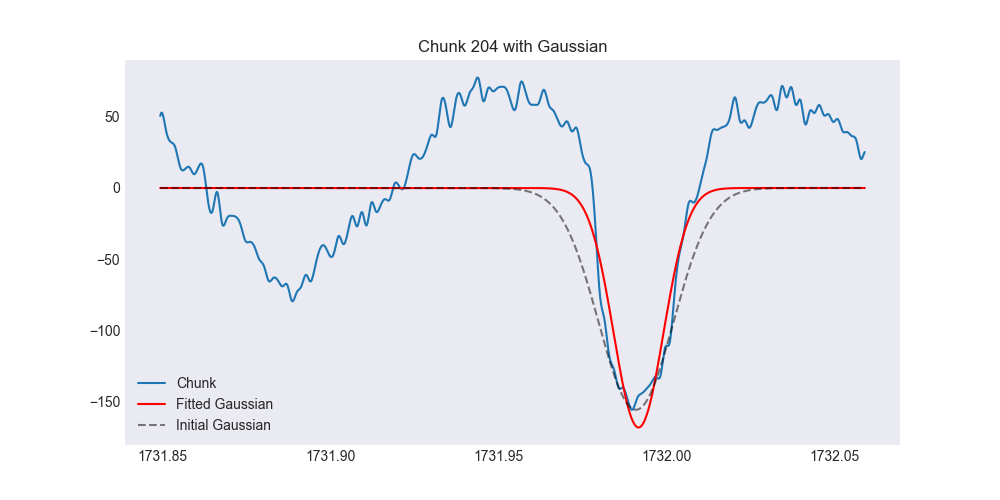 Chunk 204 with Gaussian
50
0
−50
−100
−150
Chunk
Fitted Gaussian
Initial Gaussian
1731.85 1731.90 1731.95 1732.00 1732.05